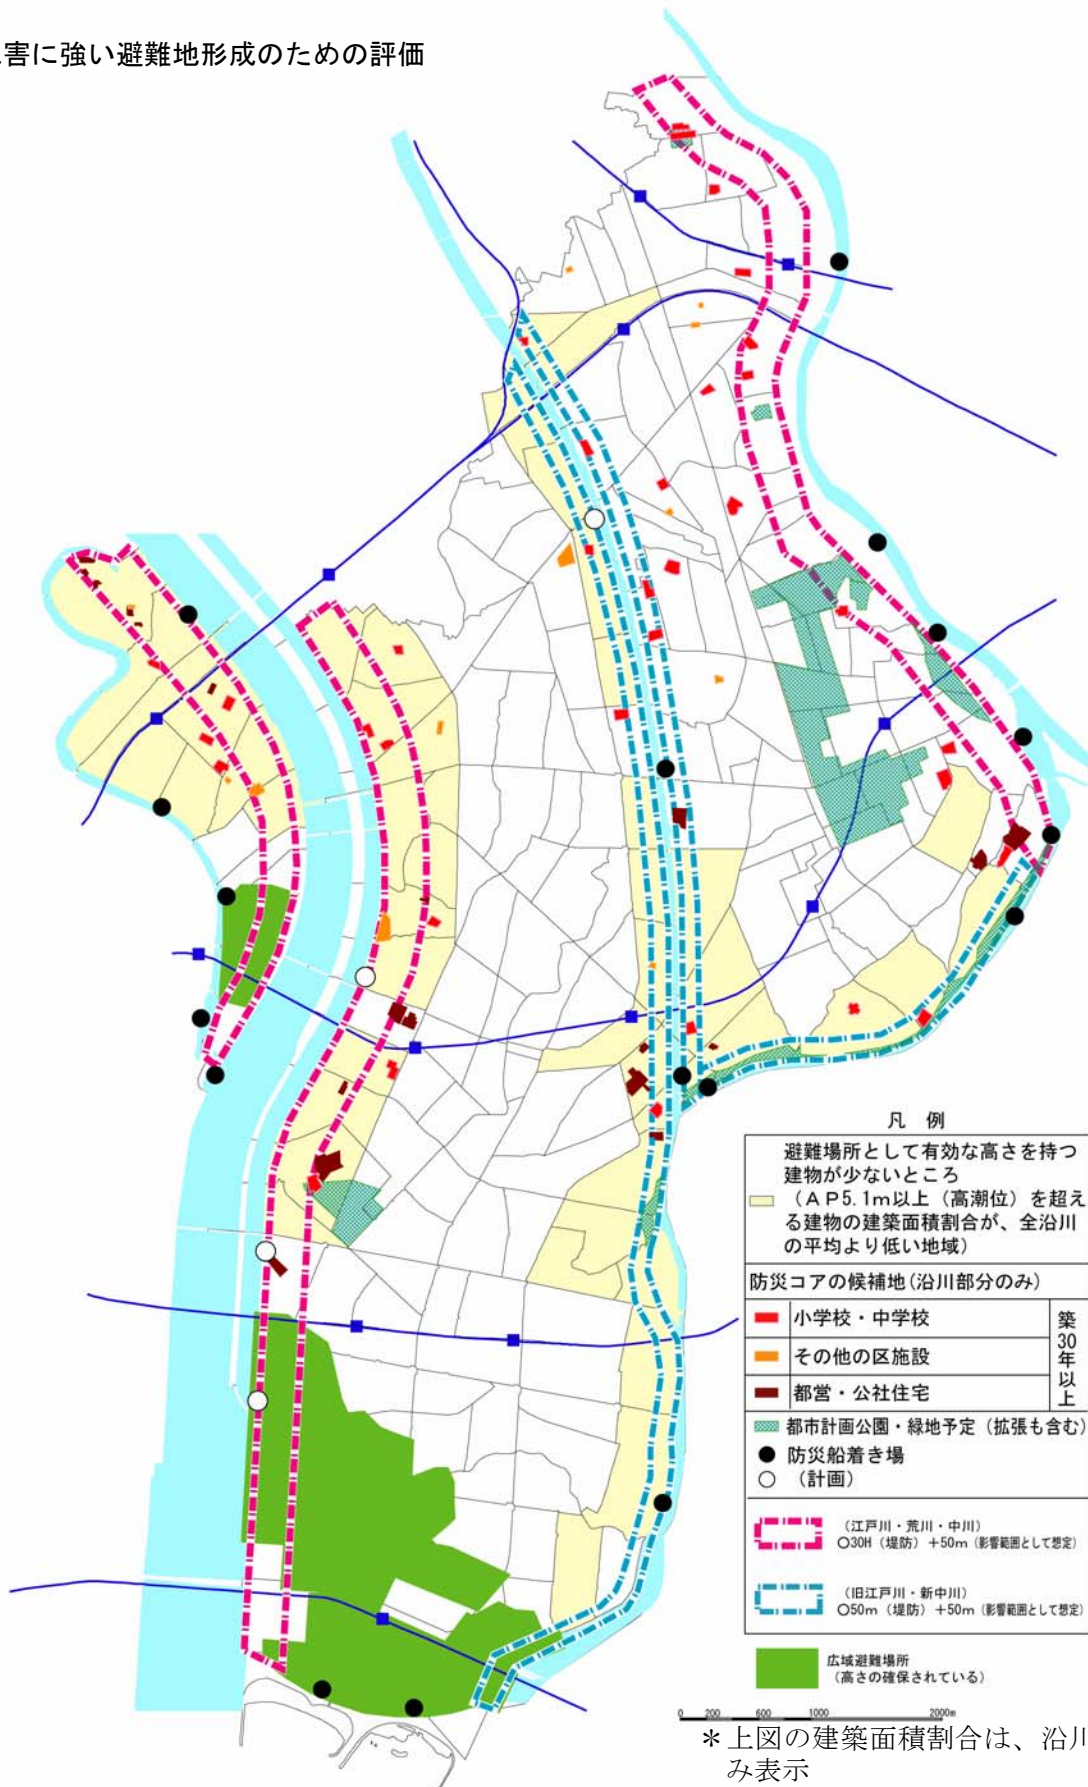 害に強い避難地形成のための評価
凡　例
避難場所として有効な高さを持つ
建物が少ないところ
（ＡＰ5.1ｍ以上（高潮位）を超え
る建物の建築面積割合が、全沿川
の平均より低い地域）
防災コアの候補地（沿川部分のみ）
小学校・中学校
その他の区施設
都営・公社住宅
築30年以上
都市計画公園・緑地予定（拡張も含む）
防災船着き場
（計画）
（江戸川・荒川・中川）
○30H（堤防）＋50m（影響範囲として想定）
（旧江戸川・新中川）
○50m（堤防）＋50m（影響範囲として想定）
広域避難場所
（高さの確保されている）
0 200 600 1000 2000m
＊上図の建築面積割合は、沿川
み表示